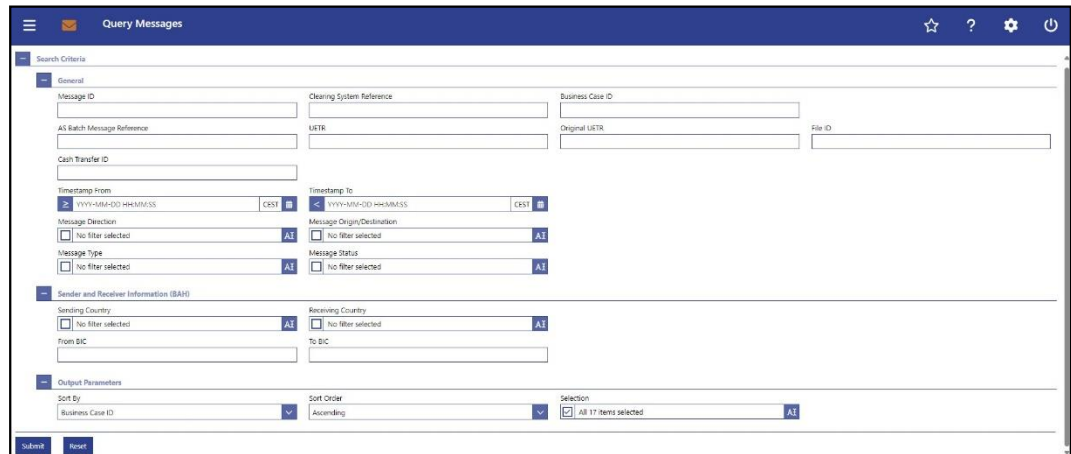 Query Messages
?
Search Criteria
General
Message ID Clearing System Reference Business Case ID
AS Batch Message Reference UETR Original UETR File ID
Cash Transfer ID
Timestamp From Timestamp To
≥ YYYY-MM-DD HH:MM:SS CEST < YYYY-MM-DD HH:MM:SS CEST
Message Direction Message Origin/Destination
No filter selected AI No filter selected AI
Message Type Message Status
No filter selected AI No filter selected AI
Sender and Receiver Information (BAH)
Sending Country Receiving Country
No filter selected AI No filter selected AI
From BIC To BIC
Output Parameters
Sort By Sort Order Selection
Business Case ID Ascending All 17 items selected AI
Submit Reset